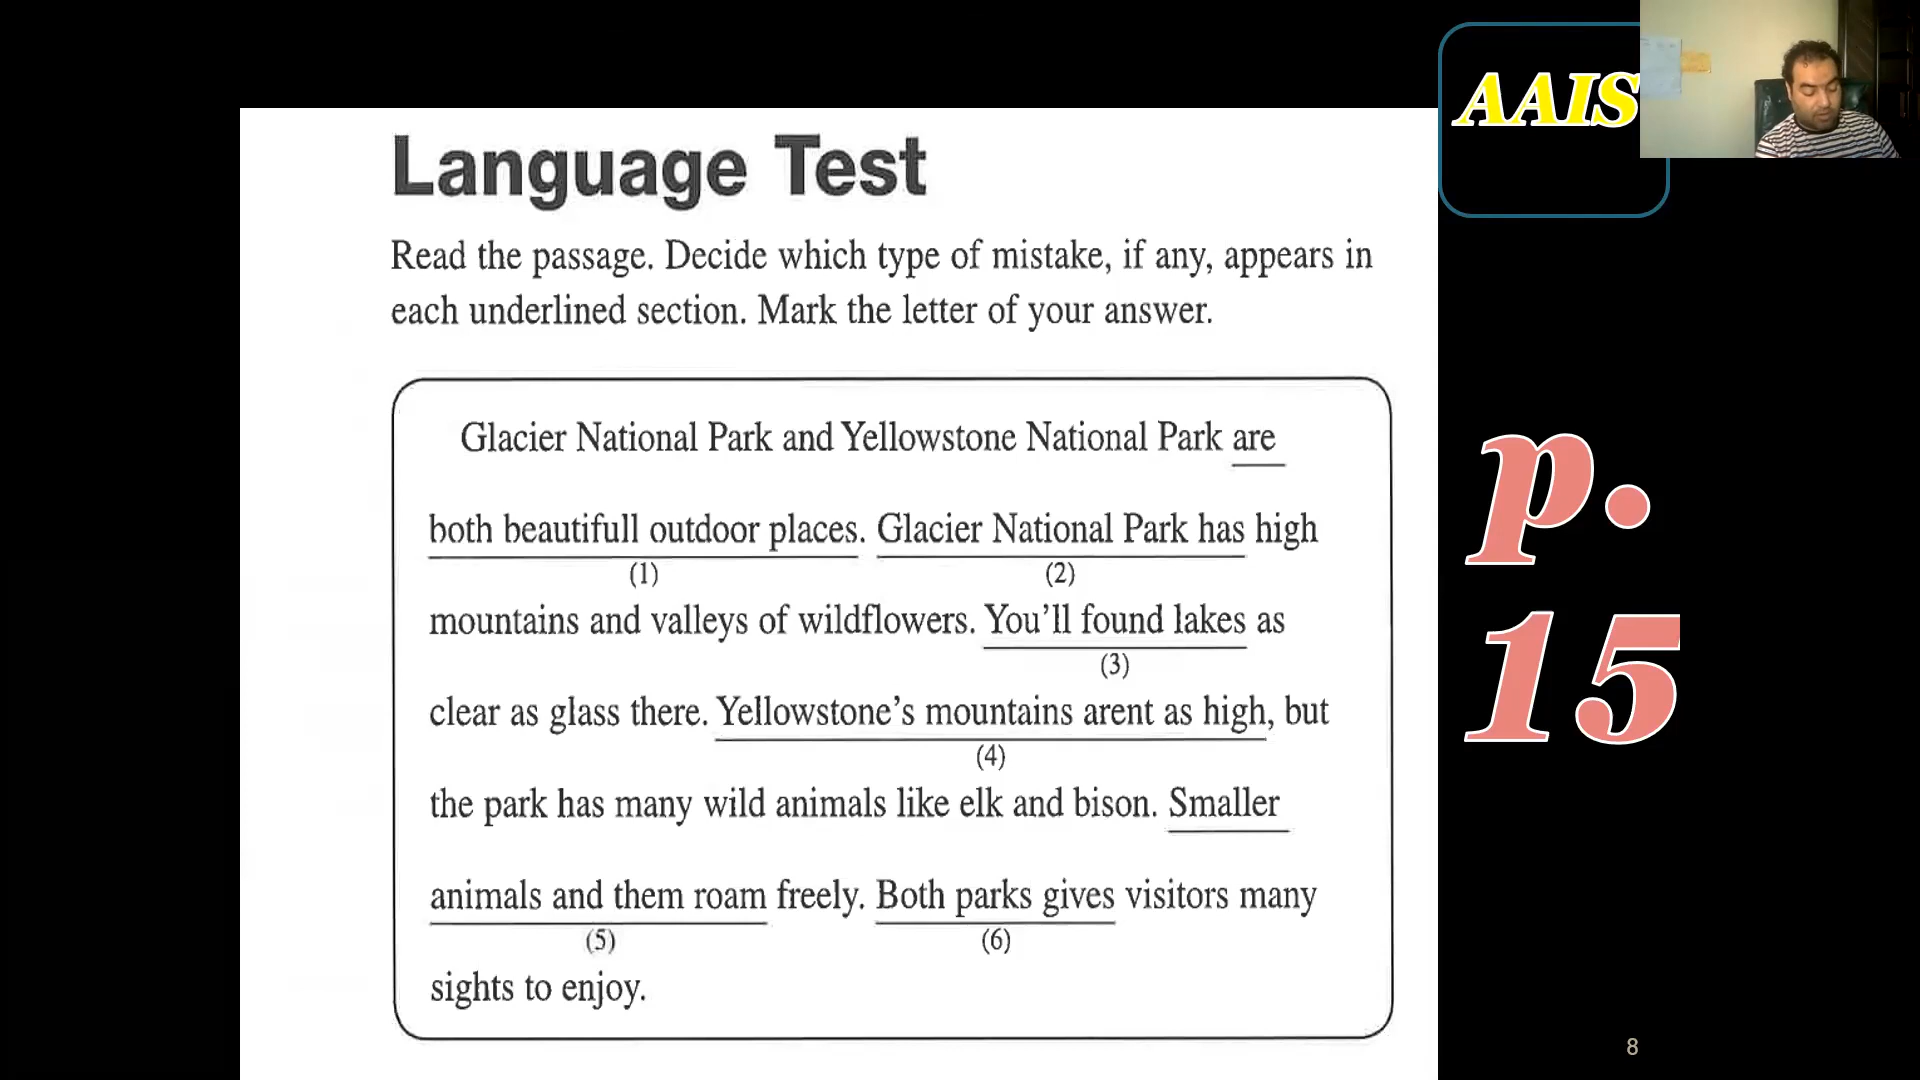 AAIS
Language Test
Read the passage. Decide which type of mistake, if any, appears in
each underlined section. Mark the letter of your answer.
Glacier National Park and Yellowstone National Park are
both beautifull outdoor places. Glacier National Park has high
(1) (2)
mountains and valleys of wildflowers. You'll found lakes as
(3)
clear as glass there. Yellowstone's mountains arent as high, but
(4)
the park has many wild animals like elk and bison. Smaller
animals and them roam freely. Both parks gives visitors many
(5) (6)
sights to enjoy.
p.
15
8